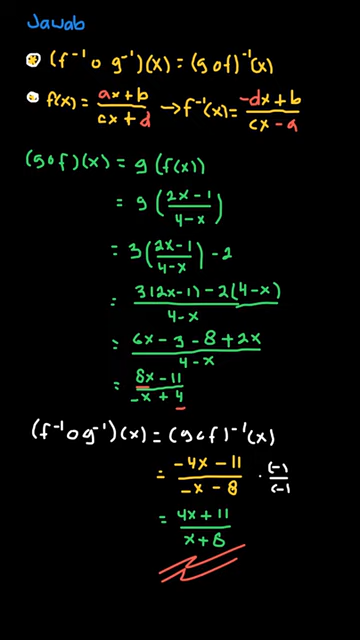 Jawab
(f⁻¹ o g⁻¹)(x) = (g o f)⁻¹(x)
f(x) = (ax + b)/(cx + d) → f⁻¹(x) = (-dx + b)/(cx - a)
(g o f)(x) = g(f(x))
= g((2x - 1)/(4 - x))
= 3((2x - 1)/(4 - x)) - 2
= (3(2x - 1) - 2(4 - x))/(4 - x)
= (6x - 3 - 8 + 2x)/(4 - x)
= (8x - 11)/(-x + 4)
(f⁻¹ o g⁻¹)(x) = (g o f)⁻¹(x)
= (-4x - 11)/(-x - 8) · (-1)/(-1
= (4x + 11)/(x + 8)